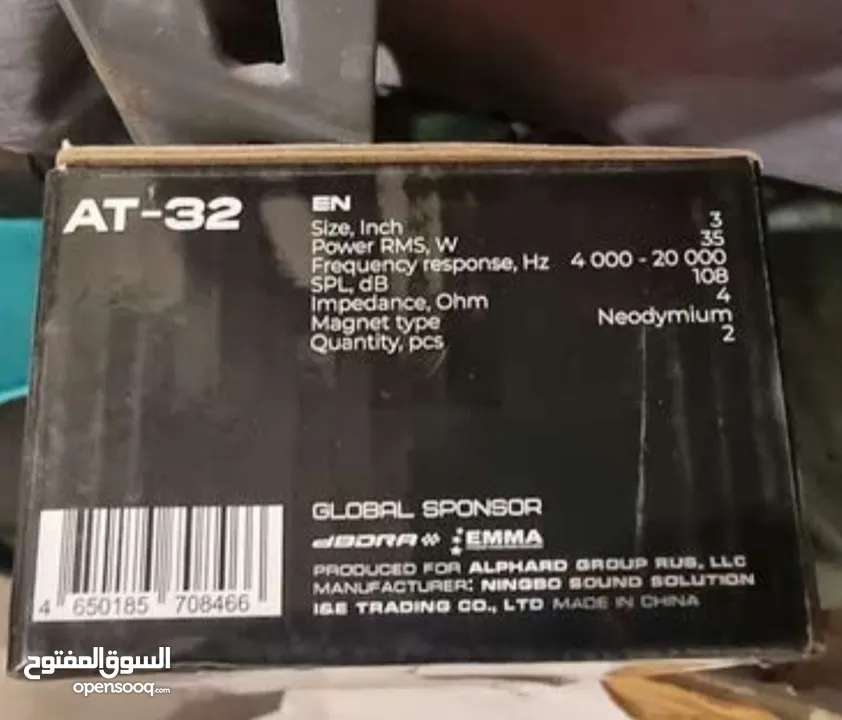 AT-32
EN
Size, Inch 3
Power RMS, W 35
Frequency response, Hz 4 000 - 20 000
SPL, dB 108
Impedance, Ohm 4
Magnet type Neodymium
Quantity, pcs 2
GLOBAL SPONSOR
dBDRA EMMA
PRODUCED FOR ALPHARD GROUP RUS, LLC
MANUFACTURER: NINGBO SOUND SOLUTION
I&E TRADING CO., LTD MADE IN CHINA
4 650185 708466
السوق المفتوح
opensooq.com